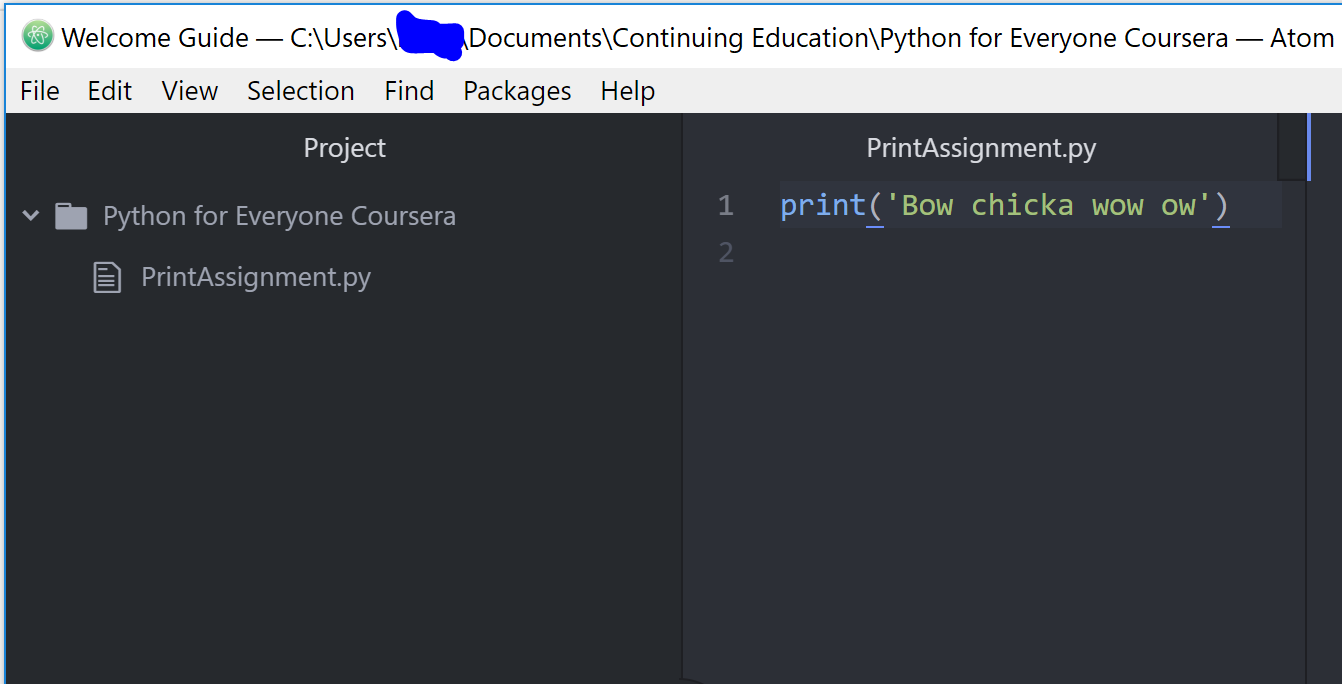 Welcome Guide — C:\Users\ \Documents\Continuing Education\Python for Everyone Coursera — Atom
File Edit View Selection Find Packages Help
Project
Python for Everyone Coursera
PrintAssignment.py
PrintAssignment.py
1 print('Bow chicka wow ow')
2